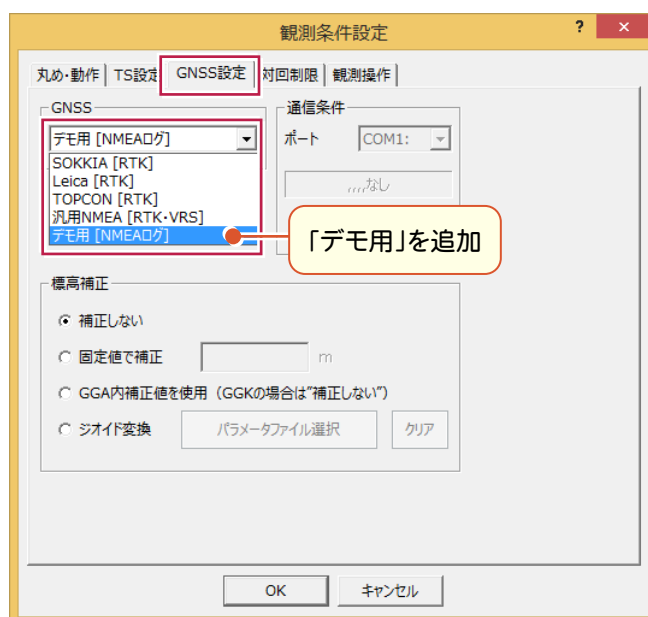 観測条件設定 ? ×
丸め・動作 TS設定 GNSS設定 対回制限 観測操作
GNSS
デモ用 [NMEAログ]
SOKKIA [RTK]
Leica [RTK]
TOPCON [RTK]
汎用NMEA [RTK・VRS]
デモ用 [NMEAログ]
通信条件
ポート COM1:
,,,,なし
「デモ用」を追加
標高補正
補正しない
固定値で補正 m
GGA内補正値を使用（GGKの場合は"補正しない"）
ジオイド変換 パラメータファイル選択 クリア
OK キャンセル